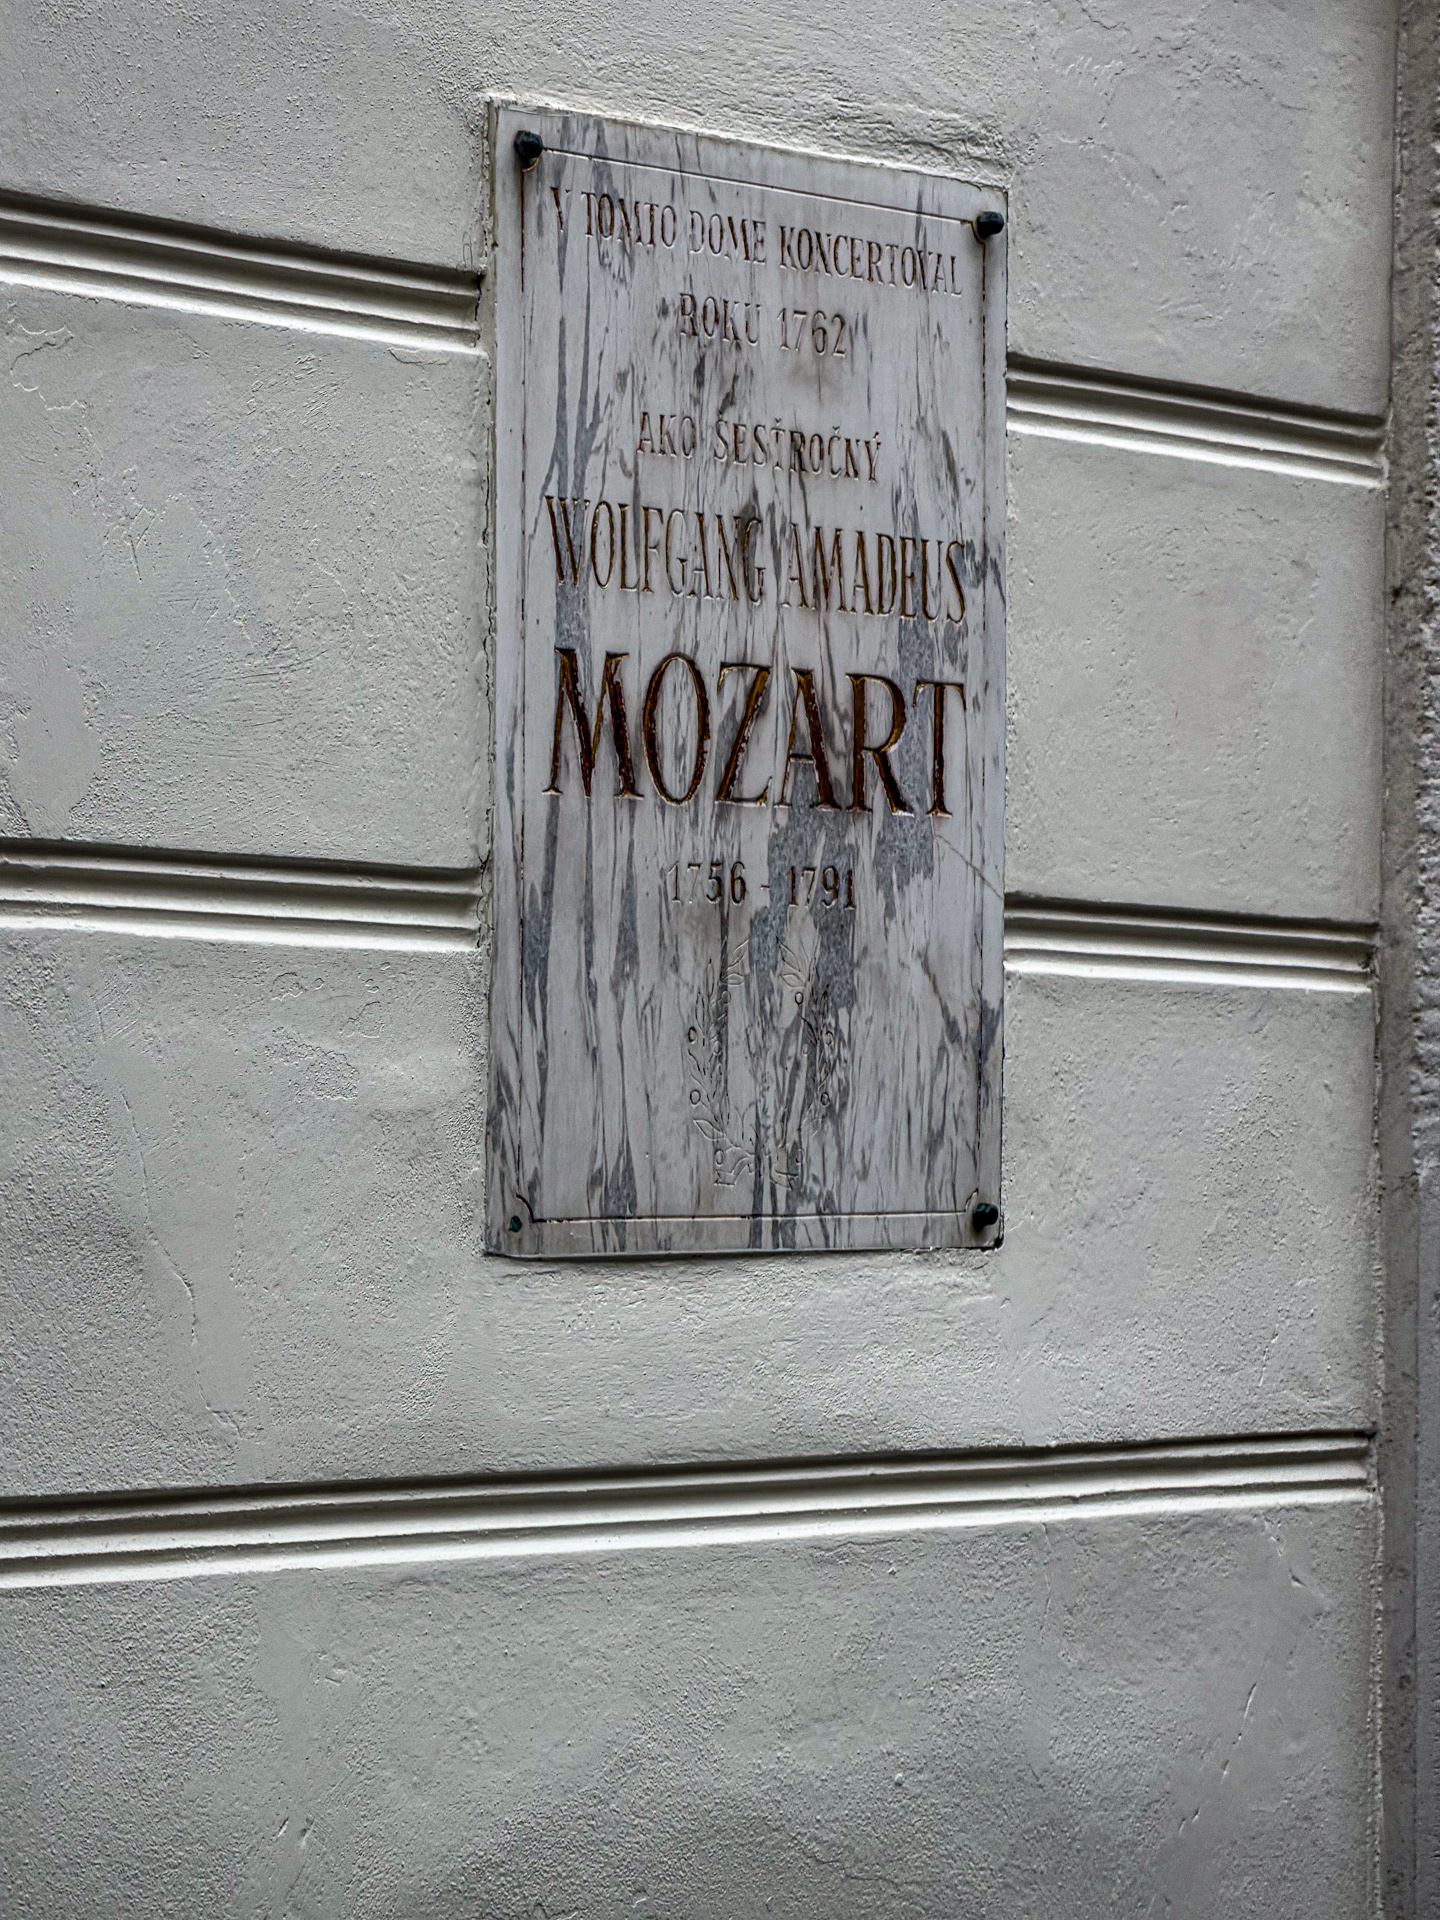 V TOMTO DOME KONCERTOVAL
ROKU 1762
AKO ŠESŤROČNÝ
WOLFGANG AMADEUS
MOZART
1756 - 1791